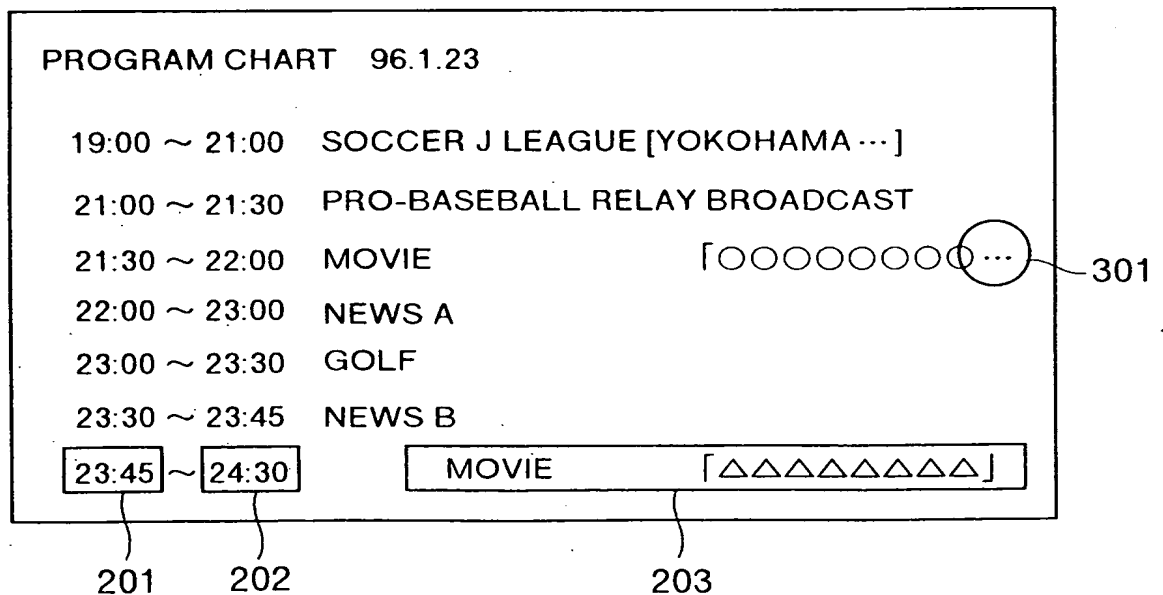 PROGRAM CHART 96.1.23
19:00 ~ 21:00 SOCCER J LEAGUE [YOKOHAMA ··· ]
21:00 ~ 21:30 PRO-BASEBALL RELAY BROADCAST
21:30 ~ 22:00 MOVIE 「○○○○○○○○ ··· 301
22:00 ~ 23:00 NEWS A
23:00 ~ 23:30 GOLF
23:30 ~ 23:45 NEWS B
23:45 ~ 24:30 MOVIE 「△△△△△△△△」
201 202 203